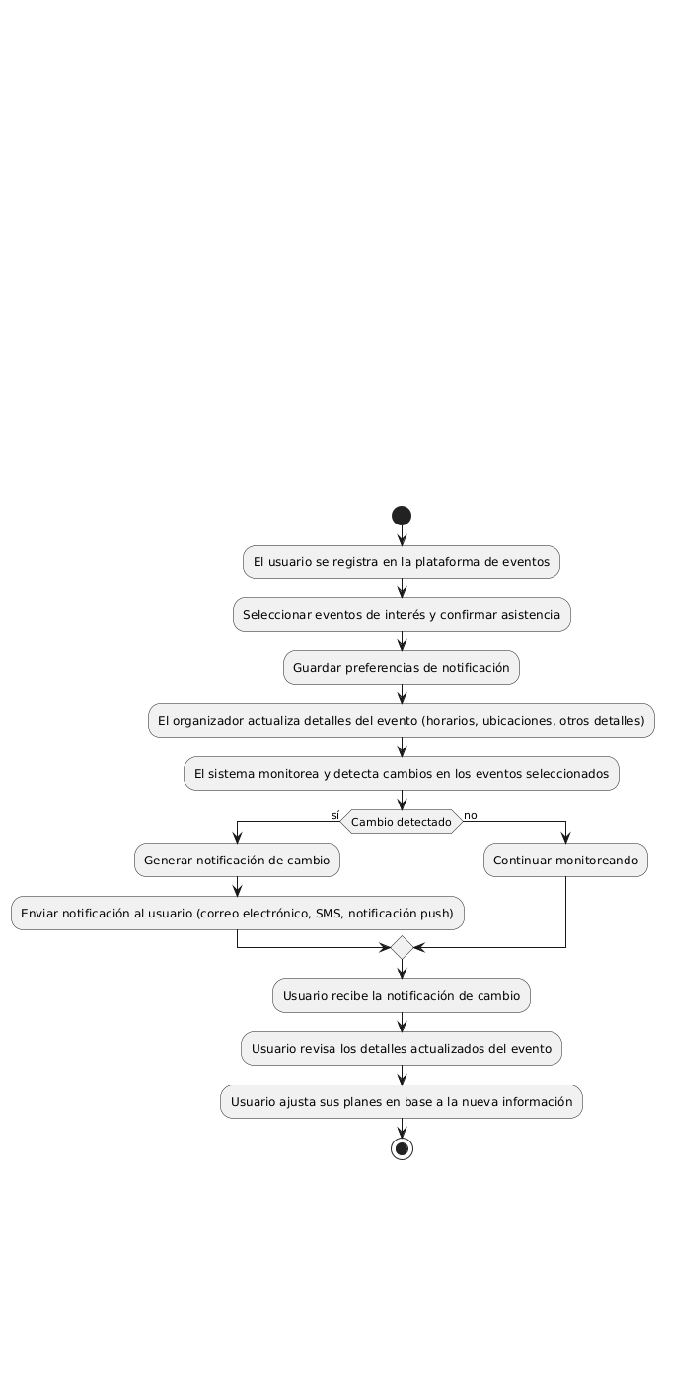 El usuario se registra en la plataforma de eventos
Seleccionar eventos de interés y confirmar asistencia
Guardar preferencias de notificación
El organizador actualiza detalles del evento (horarios, ubicaciones, otros detalles)
El sistema monitorea y detecta cambios en los eventos seleccionados
sí
Cambio detectado
no
Generar notificación de cambio
Continuar monitoreando
Enviar notificación al usuario (correo electrónico, SMS, notificación push)
Usuario recibe la notificación de cambio
Usuario revisa los detalles actualizados del evento
Usuario ajusta sus planes en base a la nueva información